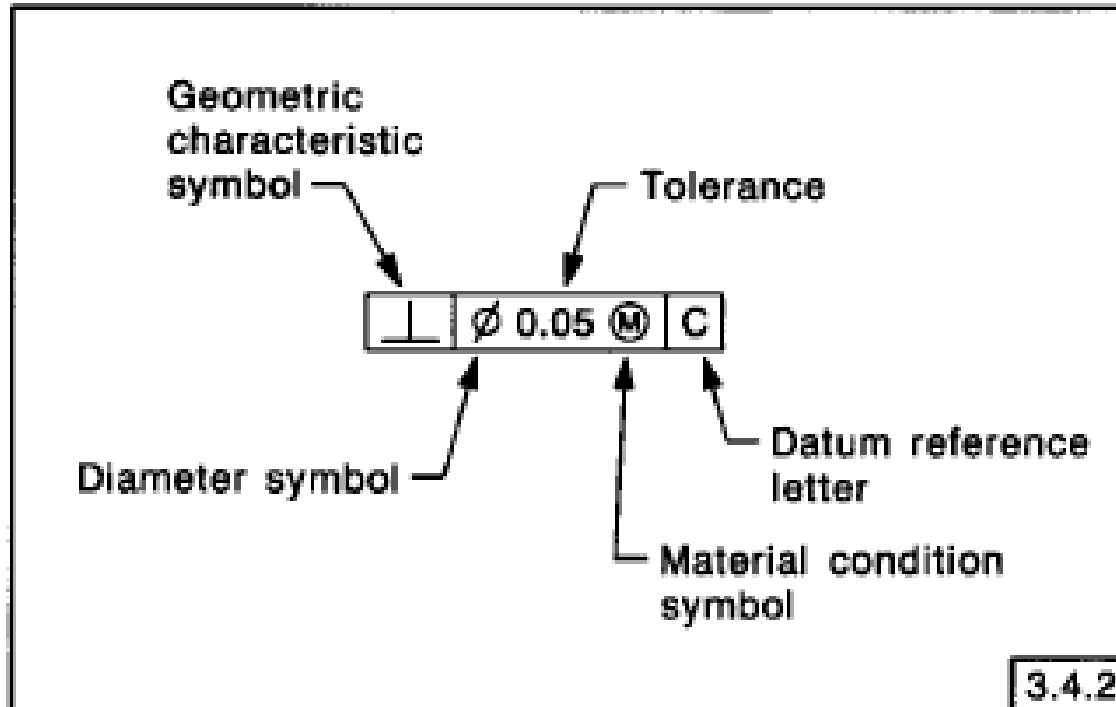 Geometric
characteristic
symbol
Tolerance
⊥ ⌀ 0.05 Ⓜ C
Diameter symbol
Datum reference
letter
Material condition
symbol
3.4.2